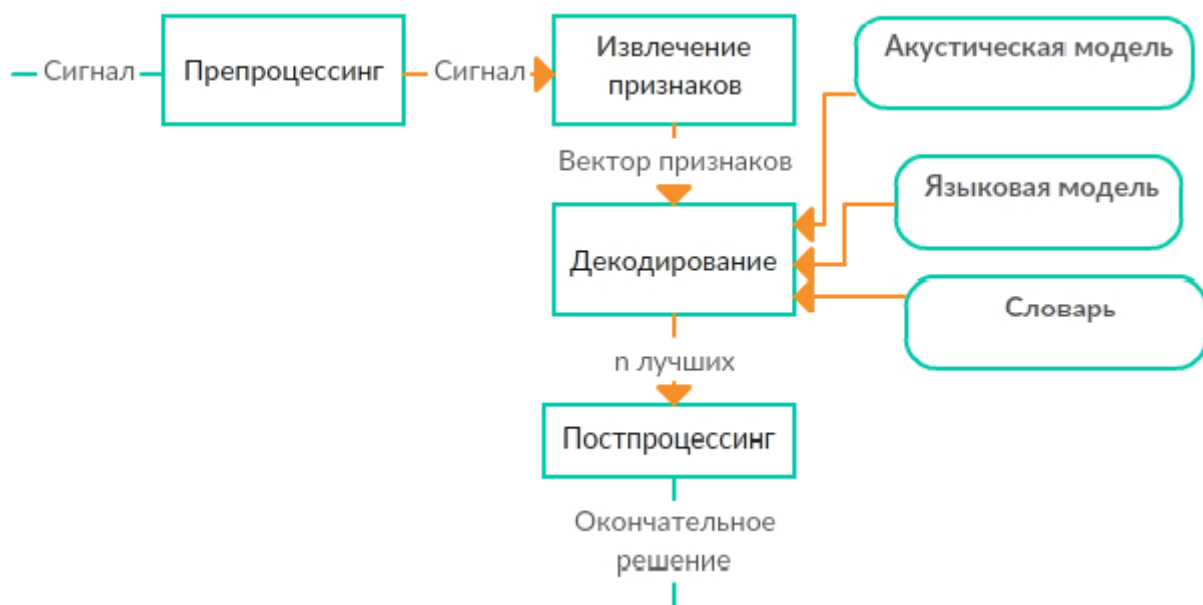 Сигнал
Препроцессинг
Сигнал
Извлечение
признаков
Акустическая модель
Вектор признаков
Языковая модель
Декодирование
Словарь
n лучших
Постпроцессинг
Окончательное
решение